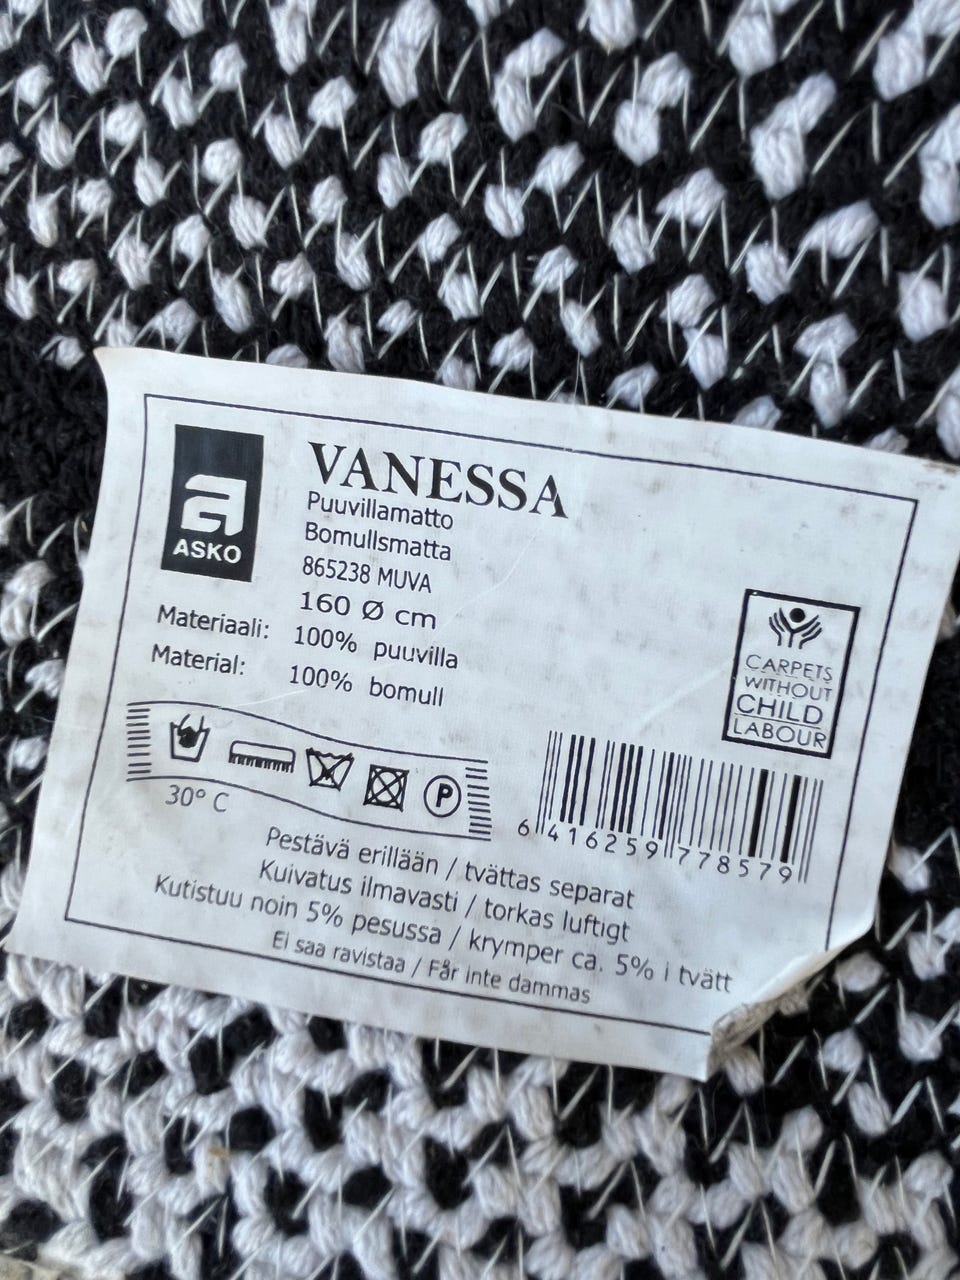 VANESSA
Puuvillamatto
Bomullsmatta
865238 MUVA
160 Ø cm
ASKO
Materiaali: 100% puuvilla
Material: 100% bomull
CARPETS
WITHOUT
CHILD
LABOUR
P
30° C
6 416259 778579
Pestävä erillään / tvättas separat
Kuivatus ilmavasti / torkas luftigt
Kutistuu noin 5% pesussa / krymper ca. 5% i tvätt
Ei saa ravistaa / Får inte dammas